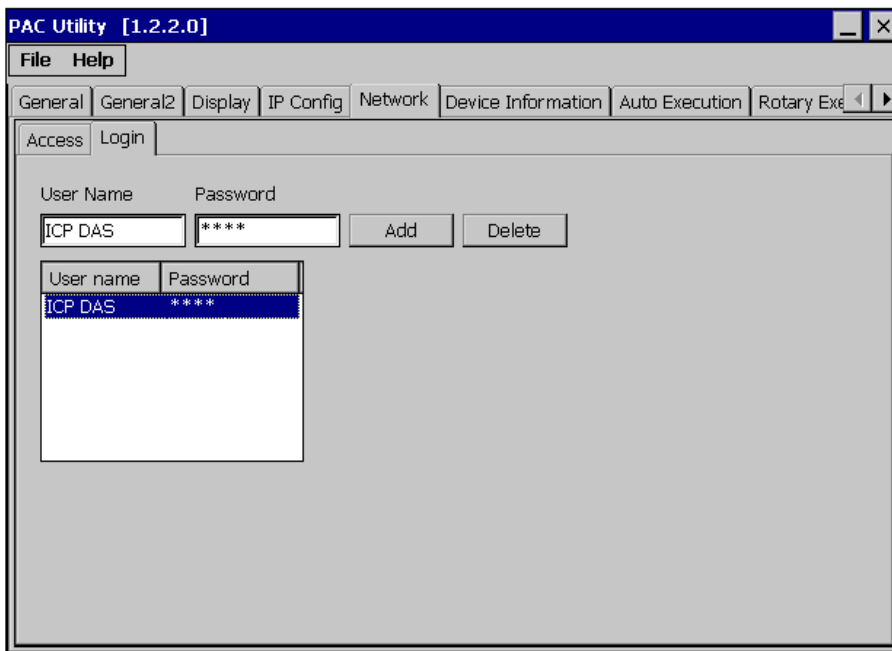 PAC Utility [1.2.2.0]
File Help
General General2 Display IP Config Network Device Information Auto Execution Rotary Exe
Access Login
User Name Password
ICP DAS **** Add Delete
User name Password
ICP DAS ****